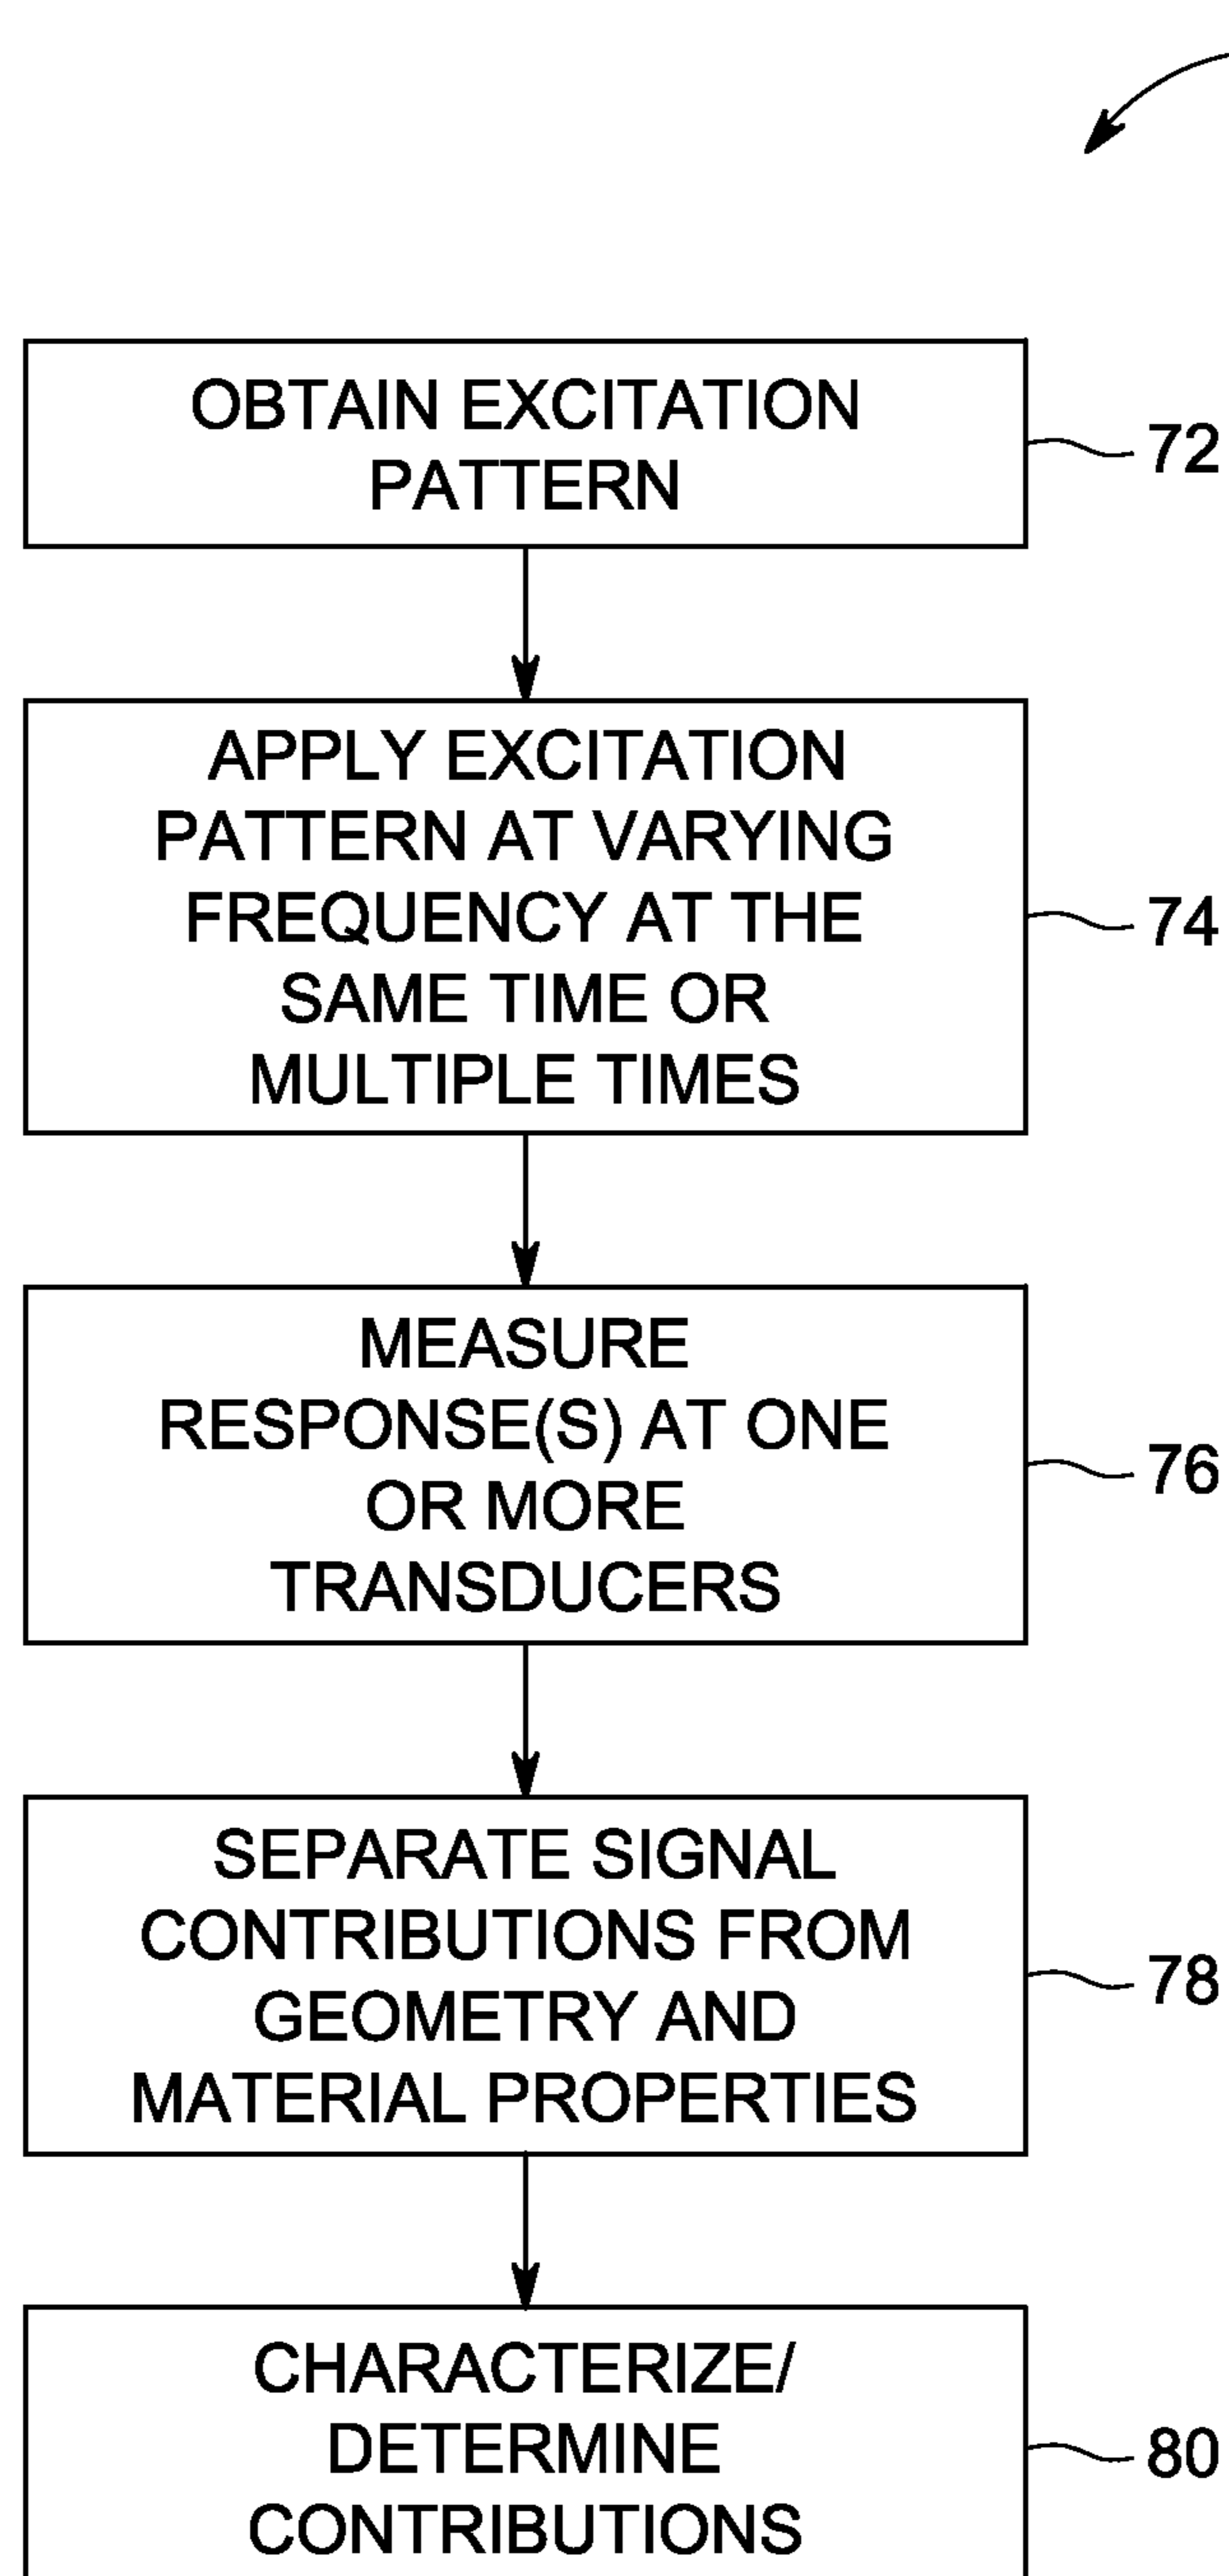 OBTAIN EXCITATION
PATTERN
72
APPLY EXCITATION
PATTERN AT VARYING
FREQUENCY AT THE
SAME TIME OR
MULTIPLE TIMES
74
MEASURE
RESPONSE(S) AT ONE
OR MORE
TRANSDUCERS
76
SEPARATE SIGNAL
CONTRIBUTIONS FROM
GEOMETRY AND
MATERIAL PROPERTIES
78
CHARACTERIZE/
DETERMINE
CONTRIBUTIONS
80